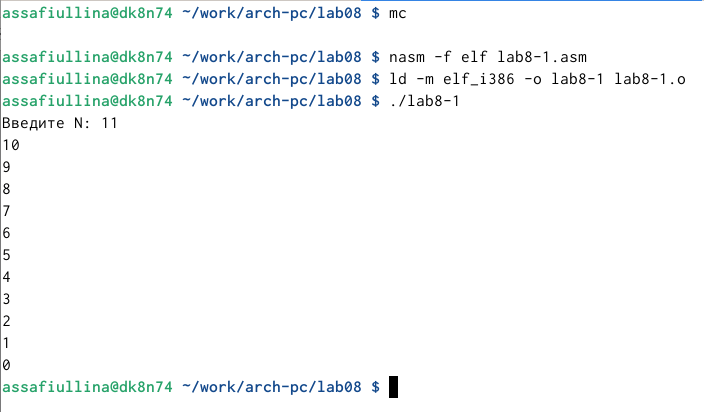 assafiullina@dk8n74 ~/work/arch-pc/lab08 $ mc
assafiullina@dk8n74 ~/work/arch-pc/lab08 $ nasm -f elf lab8-1.asm
assafiullina@dk8n74 ~/work/arch-pc/lab08 $ ld -m elf_i386 -o lab8-1 lab8-1.o
assafiullina@dk8n74 ~/work/arch-pc/lab08 $ ./lab8-1
Введите N: 11
10
9
8
7
6
5
4
3
2
1
0
assafiullina@dk8n74 ~/work/arch-pc/lab08 $